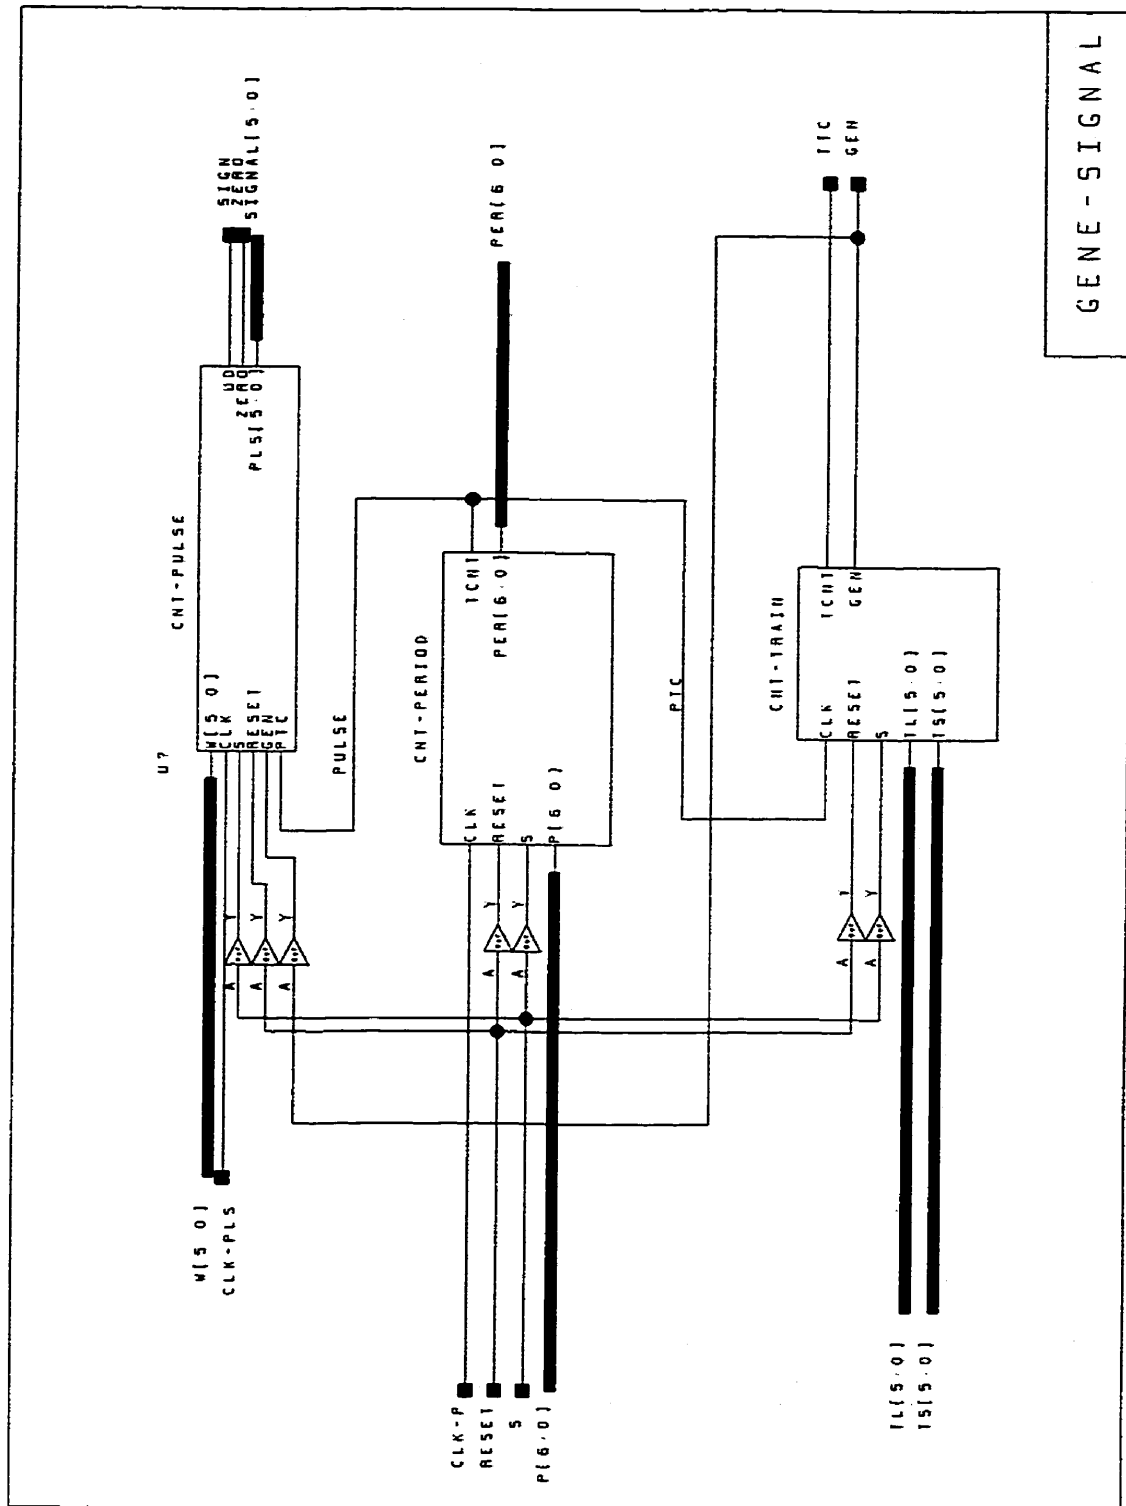 U?
CNT-PULSE
W[5 0]
CLK-PLS
W[5 0]
CLK
S
RESET
GEN
PTC
UD
ZERO
PLS[5:0]
SIGN
ZERO
SIGNAL[5:0]
A Y
A Y
A Y
PULSE
CNT-PERIOD
CLK-P
RESET
S
P[6:0]
A Y
A Y
CLK
RESET
S
P[6 0]
TCNT
PER[6:0]
PER[6 0]
PTC
CNT-TRAIN
A Y
A Y
CLK
RESET
S
TL[5:0]
TS[5:0]
TCNT
GEN
TTC
GEN
TL[5:0]
TS[5:0]
GENE-SIGNAL